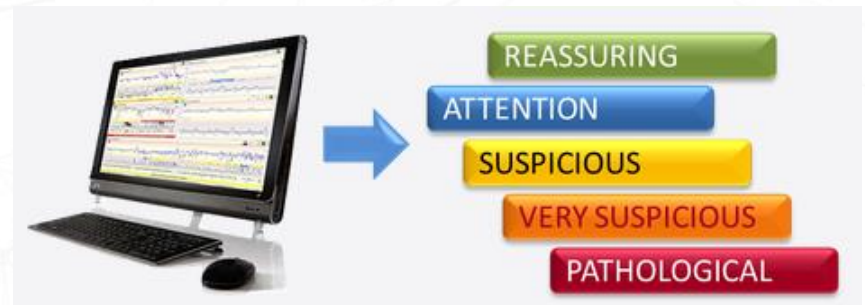 REASSURING
ATTENTION
SUSPICIOUS
VERY SUSPICIOUS
PATHOLOGICAL